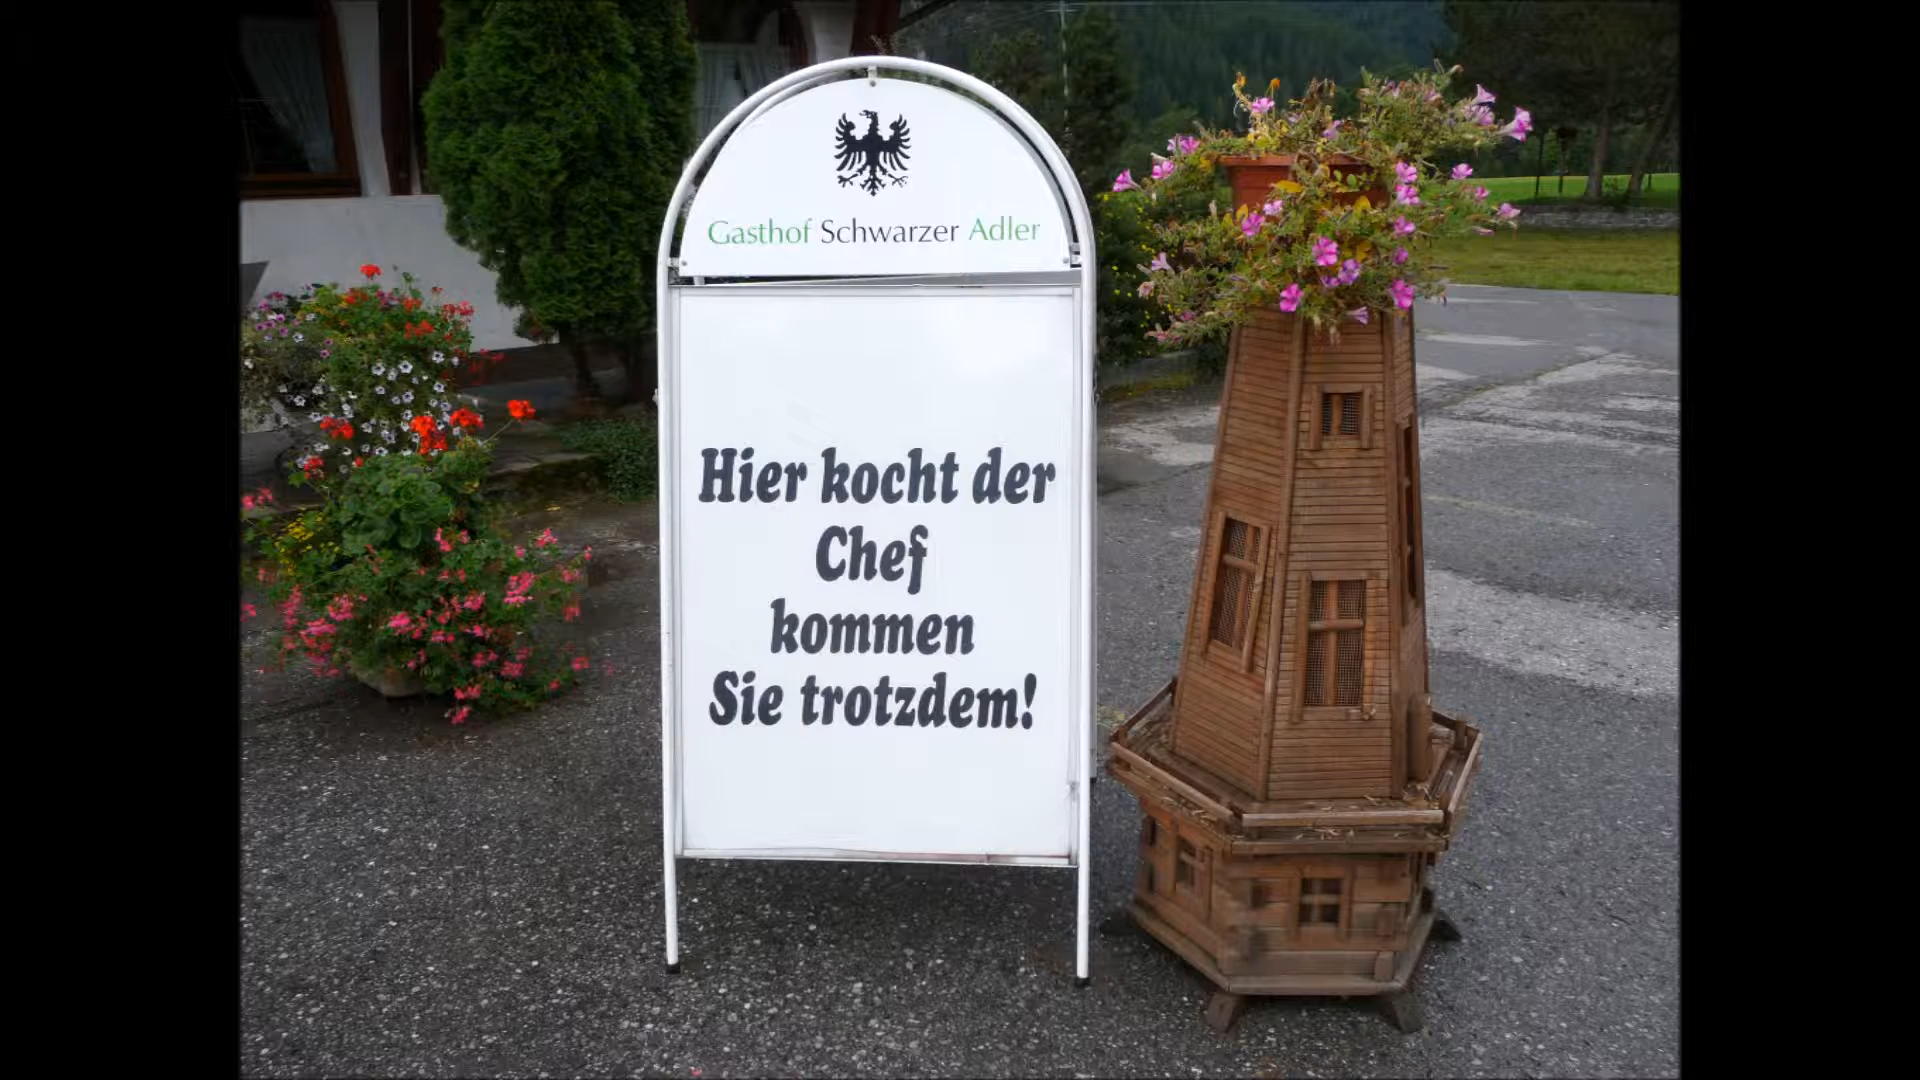 Gasthof Schwarzer Adler
Hier kocht der
Chef
kommen
Sie trotzdem!